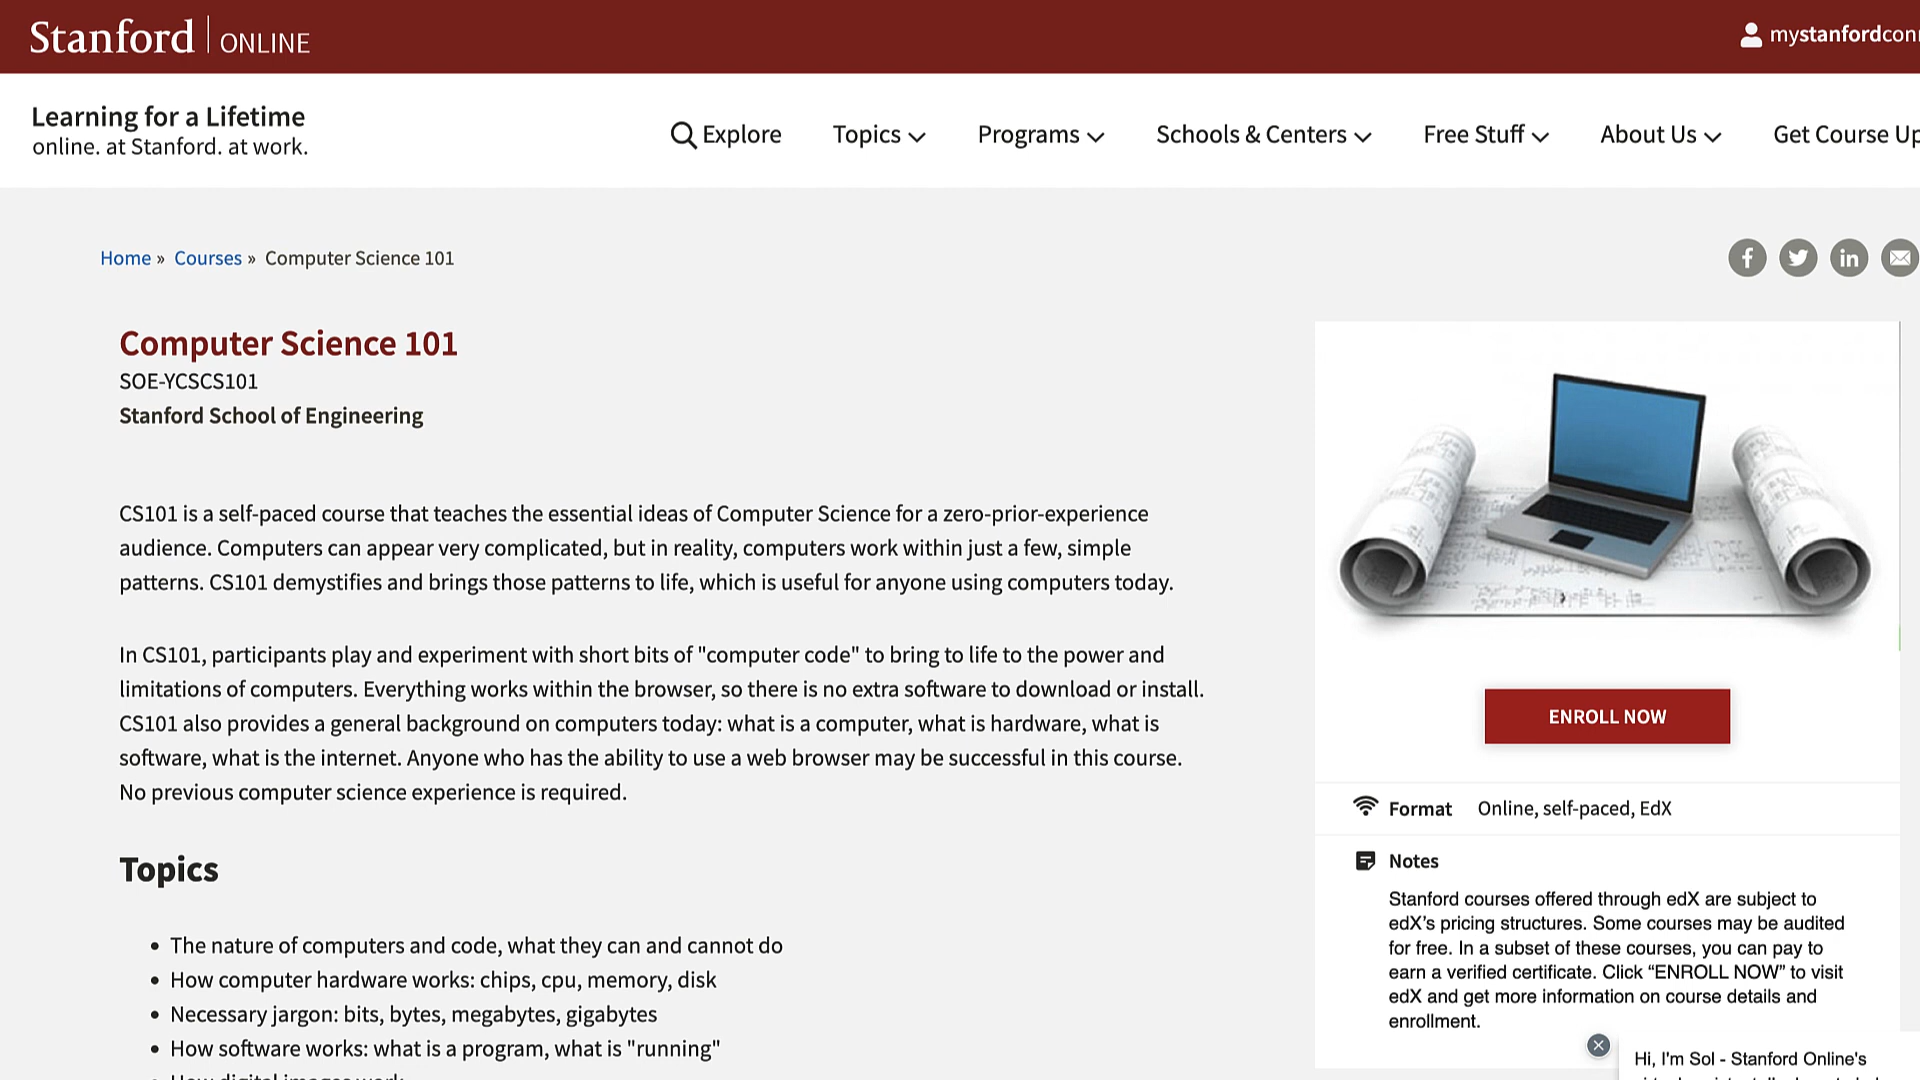 Stanford | ONLINE
mystanfordcon
Learning for a Lifetime
online. at Stanford. at work.
Explore
Topics
Programs
Schools & Centers
Free Stuff
About Us
Get Course Up
Home » Courses » Computer Science 101
Computer Science 101
SOE-YCSCS101
Stanford School of Engineering
CS101 is a self-paced course that teaches the essential ideas of Computer Science for a zero-prior-experience
audience. Computers can appear very complicated, but in reality, computers work within just a few, simple
patterns. CS101 demystifies and brings those patterns to life, which is useful for anyone using computers today.
In CS101, participants play and experiment with short bits of "computer code" to bring to life to the power and
limitations of computers. Everything works within the browser, so there is no extra software to download or install.
CS101 also provides a general background on computers today: what is a computer, what is hardware, what is
software, what is the internet. Anyone who has the ability to use a web browser may be successful in this course.
No previous computer science experience is required.
Topics
• The nature of computers and code, what they can and cannot do
• How computer hardware works: chips, cpu, memory, disk
• Necessary jargon: bits, bytes, megabytes, gigabytes
• How software works: what is a program, what is "running"
• How digital images work
ENROLL NOW
Format Online, self-paced, EdX
Notes
Stanford courses offered through edX are subject to
edX's pricing structures. Some courses may be audited
for free. In a subset of these courses, you can pay to
earn a verified certificate. Click “ENROLL NOW” to visit
edX and get more information on course details and
enrollment.
Hi, I'm Sol - Stanford Online's